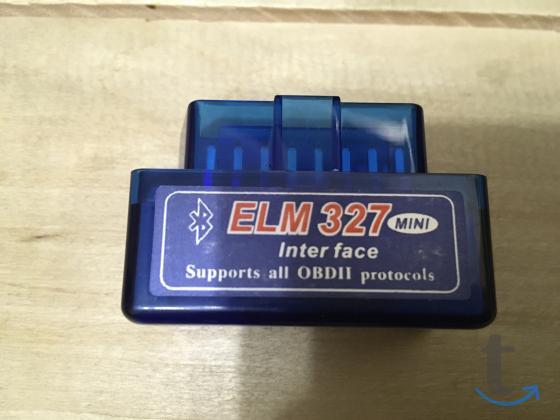 ELM 327 MINI
Inter face
Supports all OBDII protocols
t